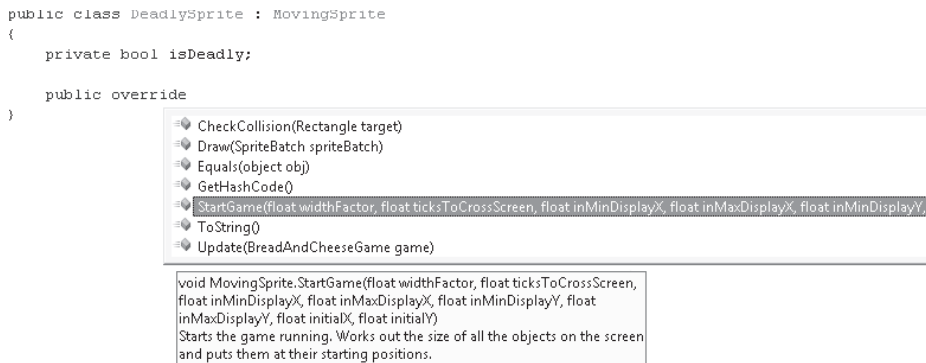 public class DeadlySprite : MovingSprite
{
private bool isDeadly;
public override
}
CheckCollision(Rectangle target)
Draw(SpriteBatch spriteBatch)
Equals(object obj)
GetHashCode()
StartGame(float widthFactor, float ticksToCrossScreen, float inMinDisplayX, float inMaxDisplayX, float inMinDisplayY,
ToString()
Update(BreadAndCheeseGame game)
void MovingSprite.StartGame(float widthFactor, float ticksToCrossScreen,
float inMinDisplayX, float inMaxDisplayX, float inMinDisplayY, float
inMaxDisplayY, float initialX, float initialY)
Starts the game running. Works out the size of all the objects on the screen
and puts them at their starting positions.